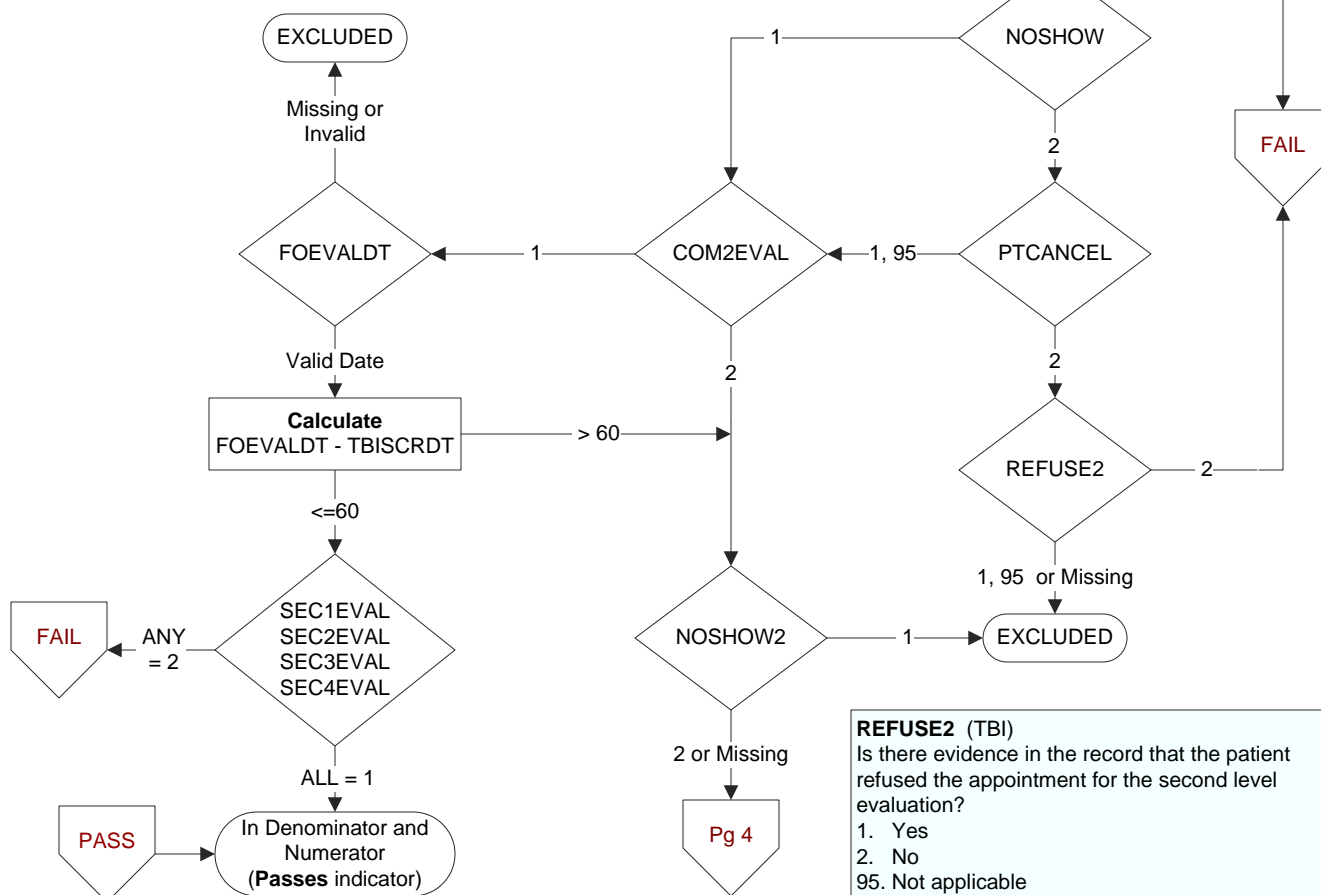 EXCLUDED
NOSHOW
1
Missing or
Invalid
2
FAIL
FOEVALDT
1
COM2EVAL
1, 95
PTCANCEL
Valid Date
2
2
Calculate
FOEVALDT - TBISCRDT
> 60
REFUSE2
2
<=60
1, 95 or Missing
SEC1EVAL
SEC2EVAL
SEC3EVAL
SEC4EVAL
FAIL
ANY
= 2
NOSHOW2
1
EXCLUDED
2 or Missing
ALL = 1
PASS
In Denominator and
Numerator
(Passes indicator)
Pg 4
REFUSE2 (TBI)
Is there evidence in the record that the patient
refused the appointment for the second level
evaluation?
1. Yes
2. No
95. Not applicable